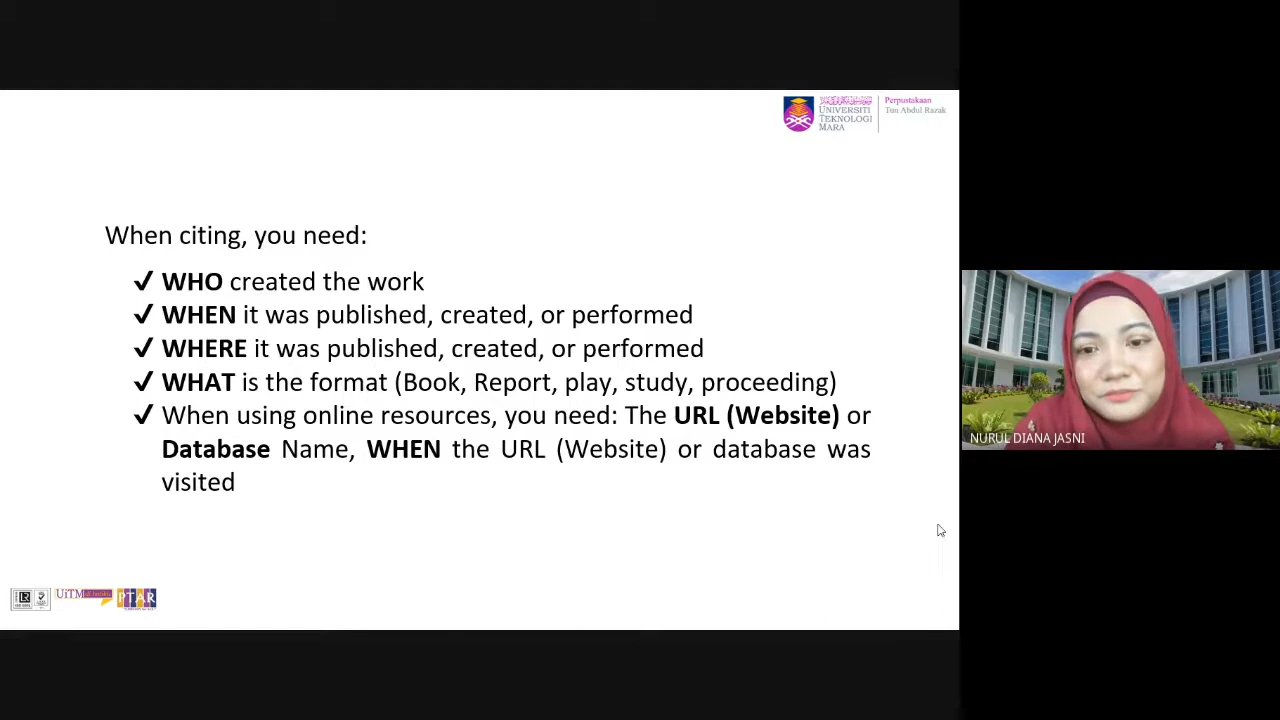 UNIVERSITI
TEKNOLOGI
MARA
Perpustakaan
Tun Abdul Razak
When citing, you need:
✓ WHO created the work
✓ WHEN it was published, created, or performed
✓ WHERE it was published, created, or performed
✓ WHAT is the format (Book, Report, play, study, proceeding)
✓ When using online resources, you need: The URL (Website) or
Database Name, WHEN the URL (Website) or database was
visited
NURUL DIANA JASNI
UiTM
PTAR